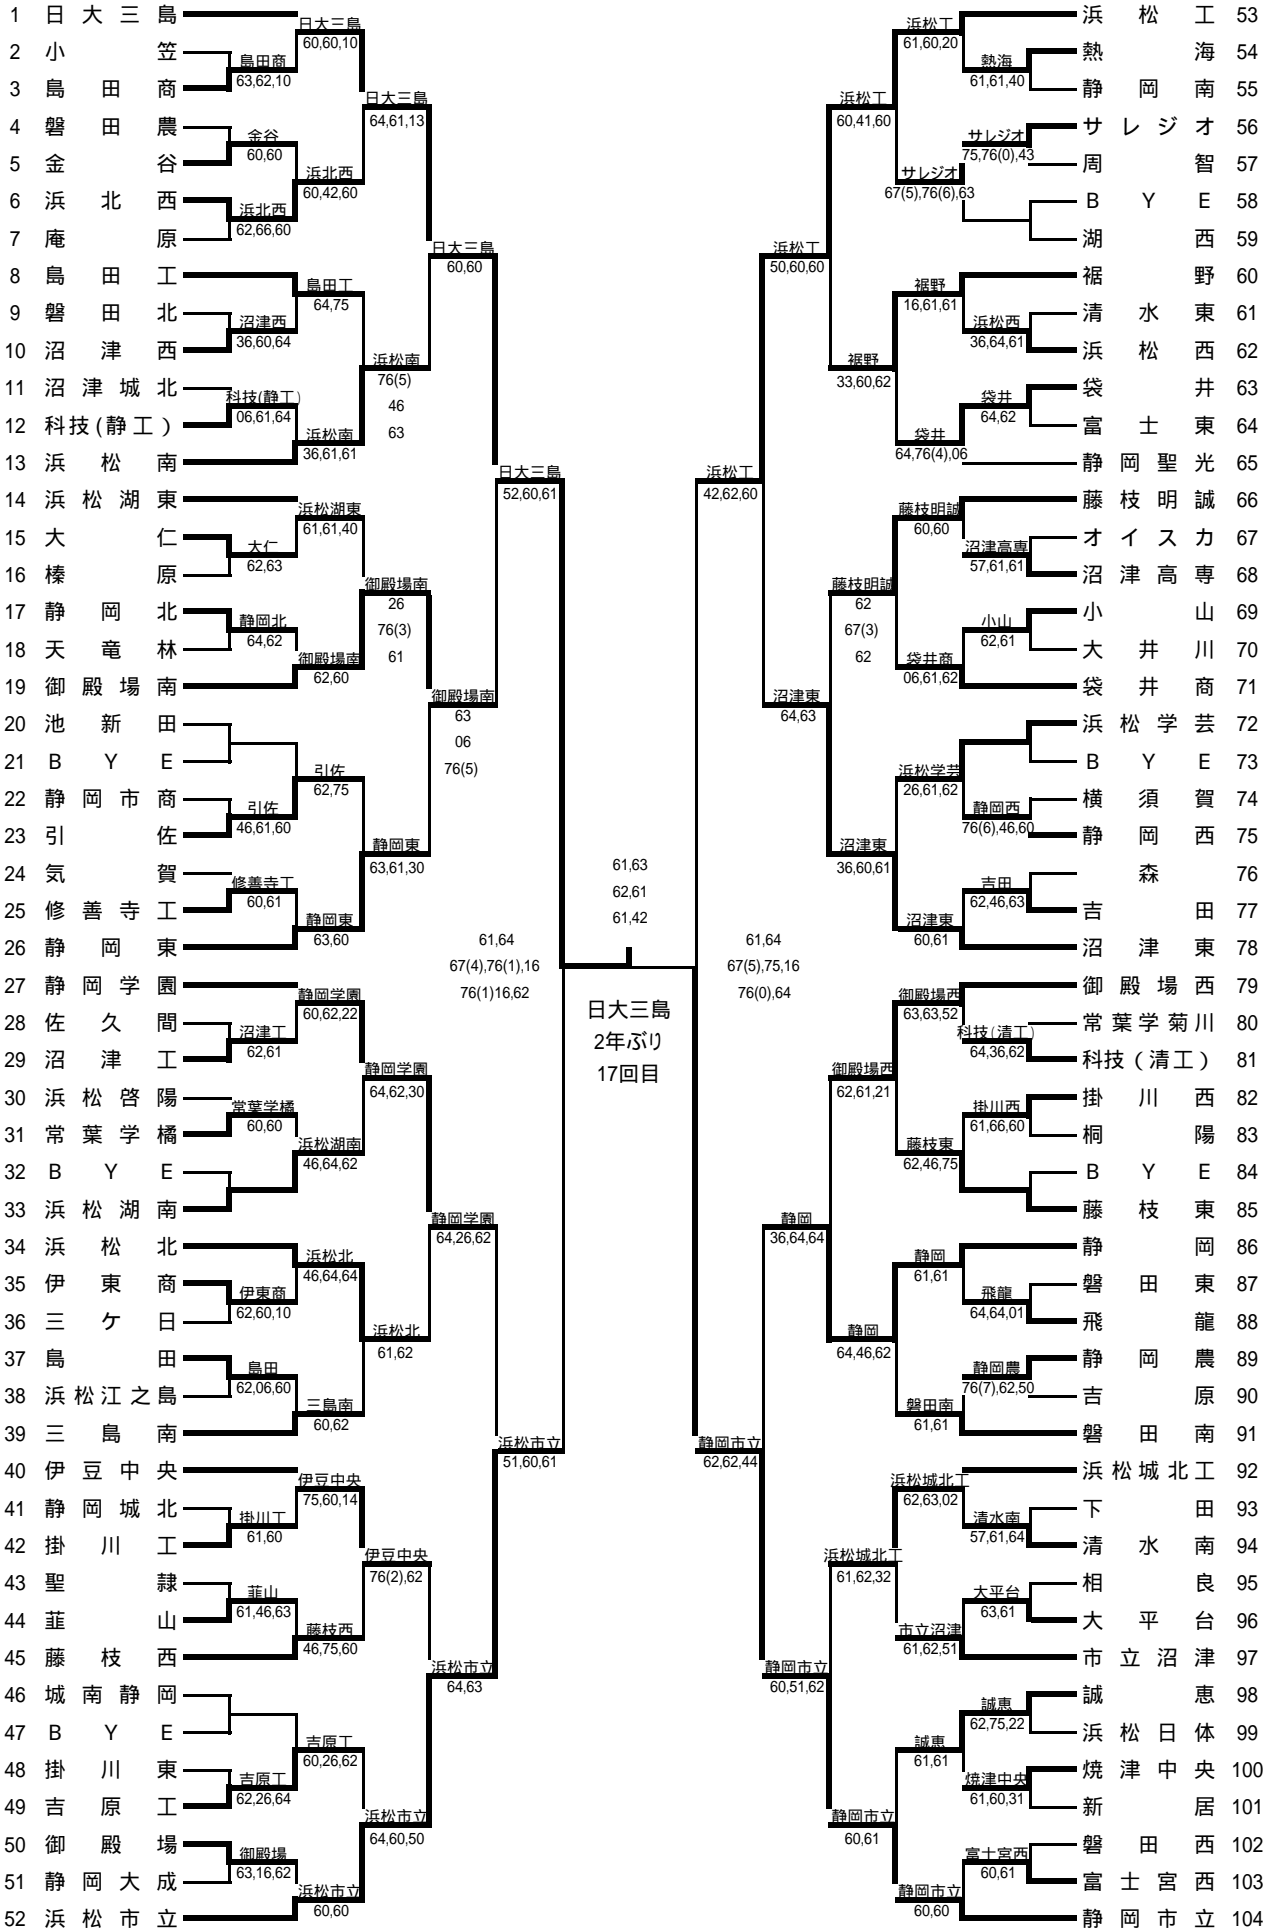 1 日大三島
2 小笠
3 島田商
4 磐田農
5 金谷
6 浜北西
7 庵原
8 島田工
9 磐田北
10 沼津西
11 沼津城北
12 科技(静工)
13 浜松南
14 浜松湖東
15 大仁
16 榛原
17 静岡北
18 天竜林
19 御殿場南
20 池新田
21 BYE
22 静岡市商
23 引佐
24 気賀
25 修善寺工
26 静岡東
27 静岡学園
28 佐久間
29 沼津工
30 浜松啓陽
31 常葉学橘
32 BYE
33 浜松湖南
34 浜松北
35 伊東商
36 三ケ日
37 島田
38 浜松江之島
39 三島南
40 伊豆中央
41 静岡城北
42 掛川工
43 聖隷
44 韮山
45 藤枝西
46 城南静岡
47 BYE
48 掛川東
49 吉原工
50 御殿場
51 静岡大成
52 浜松市立
島田商
63,62,10
金谷
60,60
浜北西
62,66,60
沼津西
36,60,64
科技(静工)
06,61,64
大仁
62,63
静岡北
64,62
引佐
46,61,60
修善寺工
60,61
沼津工
62,61
常葉学橘
60,60
伊東商
62,60,10
島田
62,06,60
掛川工
61,60
韮山
61,46,63
吉原工
62,26,64
御殿場
63,16,62
日大三島
60,60,10
浜北西
60,42,60
島田工
64,75
浜松南
36,61,61
浜松湖東
61,61,40
御殿場南
62,60
引佐
62,75
静岡東
63,60
静岡学園
60,62,22
浜松湖南
46,64,62
浜松北
46,64,64
三島南
60,62
伊豆中央
75,60,14
藤枝西
46,75,60
吉原工
60,26,62
浜松市立
60,60
日大三島
64,61,13
浜松南
76(5)
46
63
御殿場南
26
76(3)
61
静岡東
63,61,30
静岡学園
64,62,30
浜松北
61,62
伊豆中央
76(2),62
浜松市立
64,60,50
日大三島
60,60
御殿場南
63
06
76(5)
静岡学園
64,26,62
浜松市立
64,63
日大三島
52,60,61
浜松市立
51,60,61
61,64
67(4),76(1),16
76(1)16,62
61,63
62,61
61,42
日大三島
2年ぶり
17回目
61,64
67(5),75,16
76(0),64
浜松工
42,62,60
静岡市立
62,62,44
浜松工
50,60,60
沼津東
64,63
静岡
36,64,64
静岡市立
60,51,62
浜松工
60,41,60
裾野
33,60,62
藤枝明誠
62
67(3)
62
沼津東
36,60,61
御殿場西
62,61,21
静岡
64,46,62
浜松城北工
61,62,32
静岡市立
60,61
浜松工
61,60,20
サレジオ
67(5),76(6),63
裾野
16,61,61
袋井
64,76(4),06
藤枝明誠
60,60
袋井商
06,61,62
浜松学芸
26,61,62
沼津東
60,61
御殿場西
63,63,52
藤枝東
62,46,75
静岡
61,61
磐田南
61,61
浜松城北工
62,63,02
市立沼津
61,62,51
誠恵
61,61
静岡市立
60,60
熱海
61,61,40
サレジオ
75,76(0),43
浜松西
36,64,61
袋井
64,62
沼津高専
57,61,61
小山
62,61
静岡西
76(6),46,60
吉田
62,46,63
科技(清工)
64,36,62
掛川西
61,66,60
飛龍
64,64,01
静岡農
76(7),62,50
清水南
57,61,64
大平台
63,61
誠恵
62,75,22
焼津中央
61,60,31
富士宮西
60,61
浜松工 53
熱海 54
静岡南 55
サレジオ 56
周智 57
BYE 58
湖西 59
裾野 60
清水東 61
浜松西 62
袋井 63
富士東 64
静岡聖光 65
藤枝明誠 66
オイスカ 67
沼津高専 68
小山 69
大井川 70
袋井商 71
浜松学芸 72
BYE 73
横須賀 74
静岡西 75
森 76
吉田 77
沼津東 78
御殿場西 79
常葉学菊川 80
科技(清工) 81
掛川西 82
桐陽 83
BYE 84
藤枝東 85
静岡 86
磐田東 87
飛龍 88
静岡農 89
吉原 90
磐田南 91
浜松城北工 92
下田 93
清水南 94
相良 95
大平台 96
市立沼津 97
誠恵 98
浜松日体 99
焼津中央 100
新居 101
磐田西 102
富士宮西 103
静岡市立 104